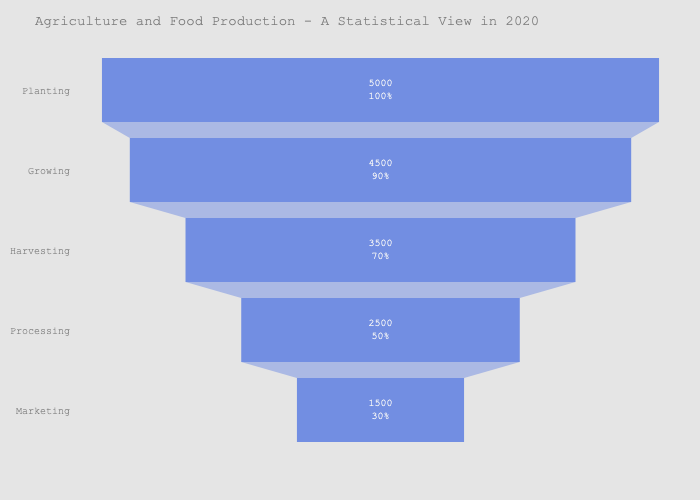 Agriculture and Food Production - A Statistical View in 2020
Planting
5000
100%
Growing
4500
90%
Harvesting
3500
70%
Processing
2500
50%
Marketing
1500
30%